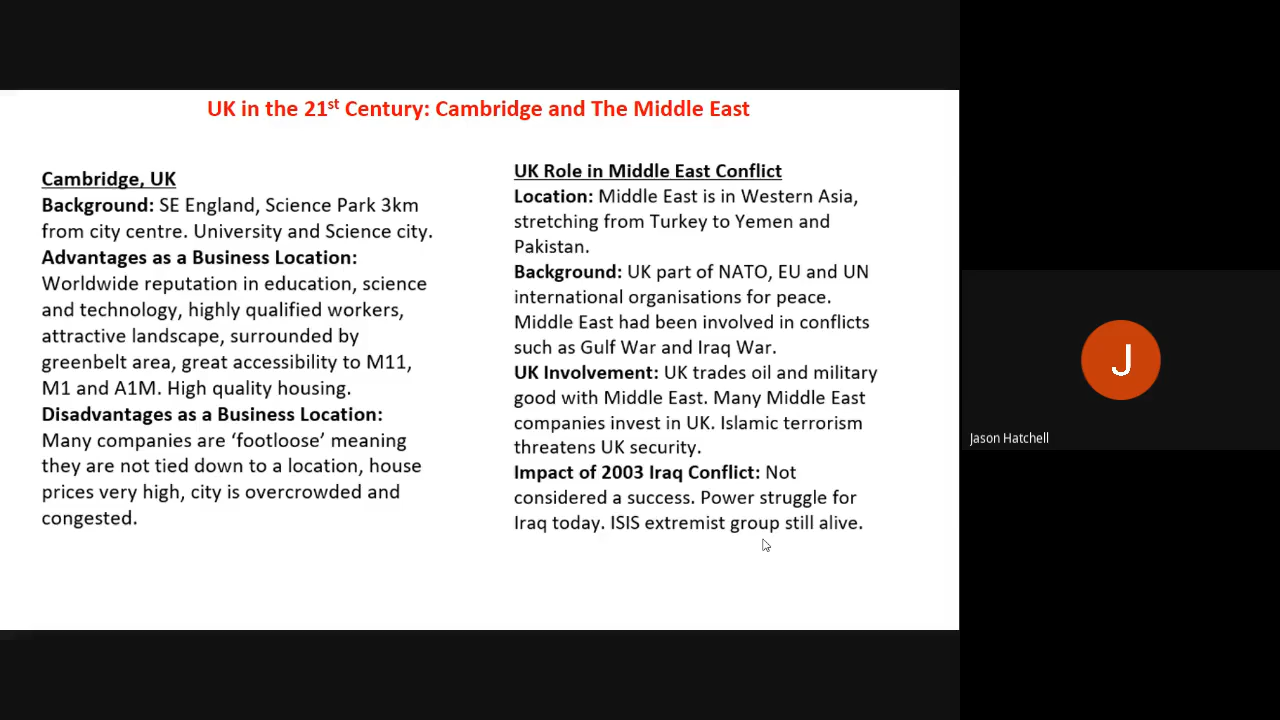 UK in the 21st Century: Cambridge and The Middle East
Cambridge, UK
Background: SE England, Science Park 3km
from city centre. University and Science city.
Advantages as a Business Location:
Worldwide reputation in education, science
and technology, highly qualified workers,
attractive landscape, surrounded by
greenbelt area, great accessibility to M11,
M1 and A1M. High quality housing.
Disadvantages as a Business Location:
Many companies are ‘footloose’ meaning
they are not tied down to a location, house
prices very high, city is overcrowded and
congested.
UK Role in Middle East Conflict
Location: Middle East is in Western Asia,
stretching from Turkey to Yemen and
Pakistan.
Background: UK part of NATO, EU and UN
international organisations for peace.
Middle East had been involved in conflicts
such as Gulf War and Iraq War.
UK Involvement: UK trades oil and military
good with Middle East. Many Middle East
companies invest in UK. Islamic terrorism
threatens UK security.
Impact of 2003 Iraq Conflict: Not
considered a success. Power struggle for
Iraq today. ISIS extremist group still alive.
J
Jason Hatchell